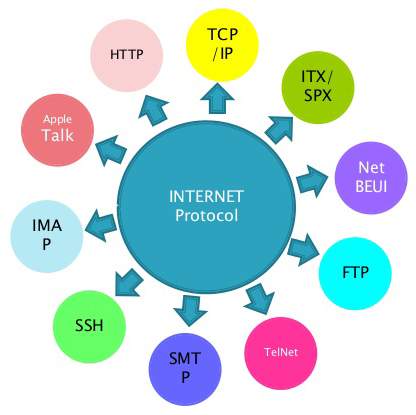 TCP
/IP
HTTP
ITX/
SPX
Apple
Talk
Net
BEUI
INTERNET
Protocol
IMA
P
FTP
SSH
SMT
P
TelNet